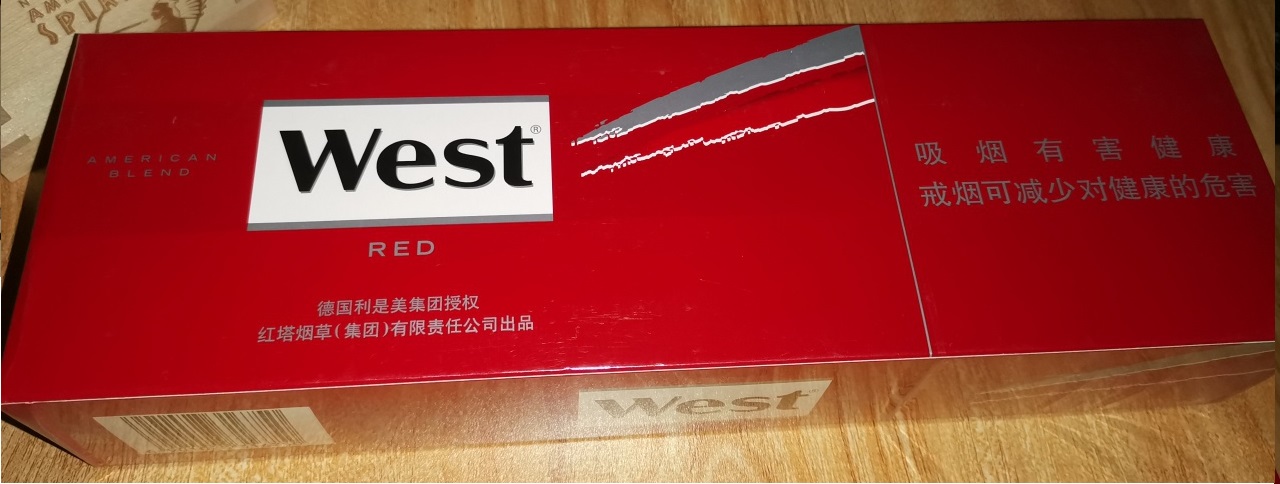 AMERICAN
SPIRIT
AMERICAN
BLEND
West®
RED
德国利是美集团授权
红塔烟草(集团)有限责任公司出品
吸烟有害健康
戒烟可减少对健康的危害
West